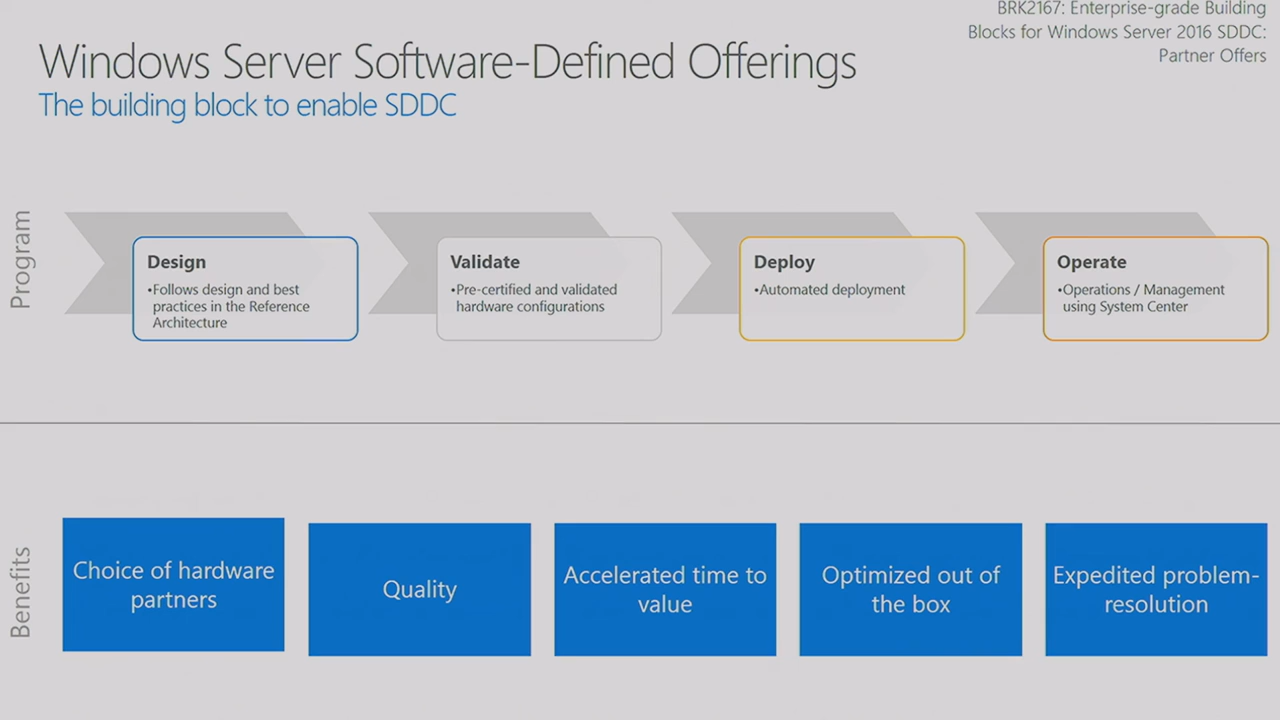 BRK2167: Enterprise-grade Building
Blocks for Windows Server 2016 SDDC:
Partner Offers
Windows Server Software-Defined Offerings
The building block to enable SDDC
Program
Design
•Follows design and best
practices in the Reference
Architecture
Validate
•Pre-certified and validated
hardware configurations
Deploy
•Automated deployment
Operate
•Operations / Management
using System Center
Benefits
Choice of hardware
partners
Quality
Accelerated time to
value
Optimized out of
the box
Expedited problem-
resolution